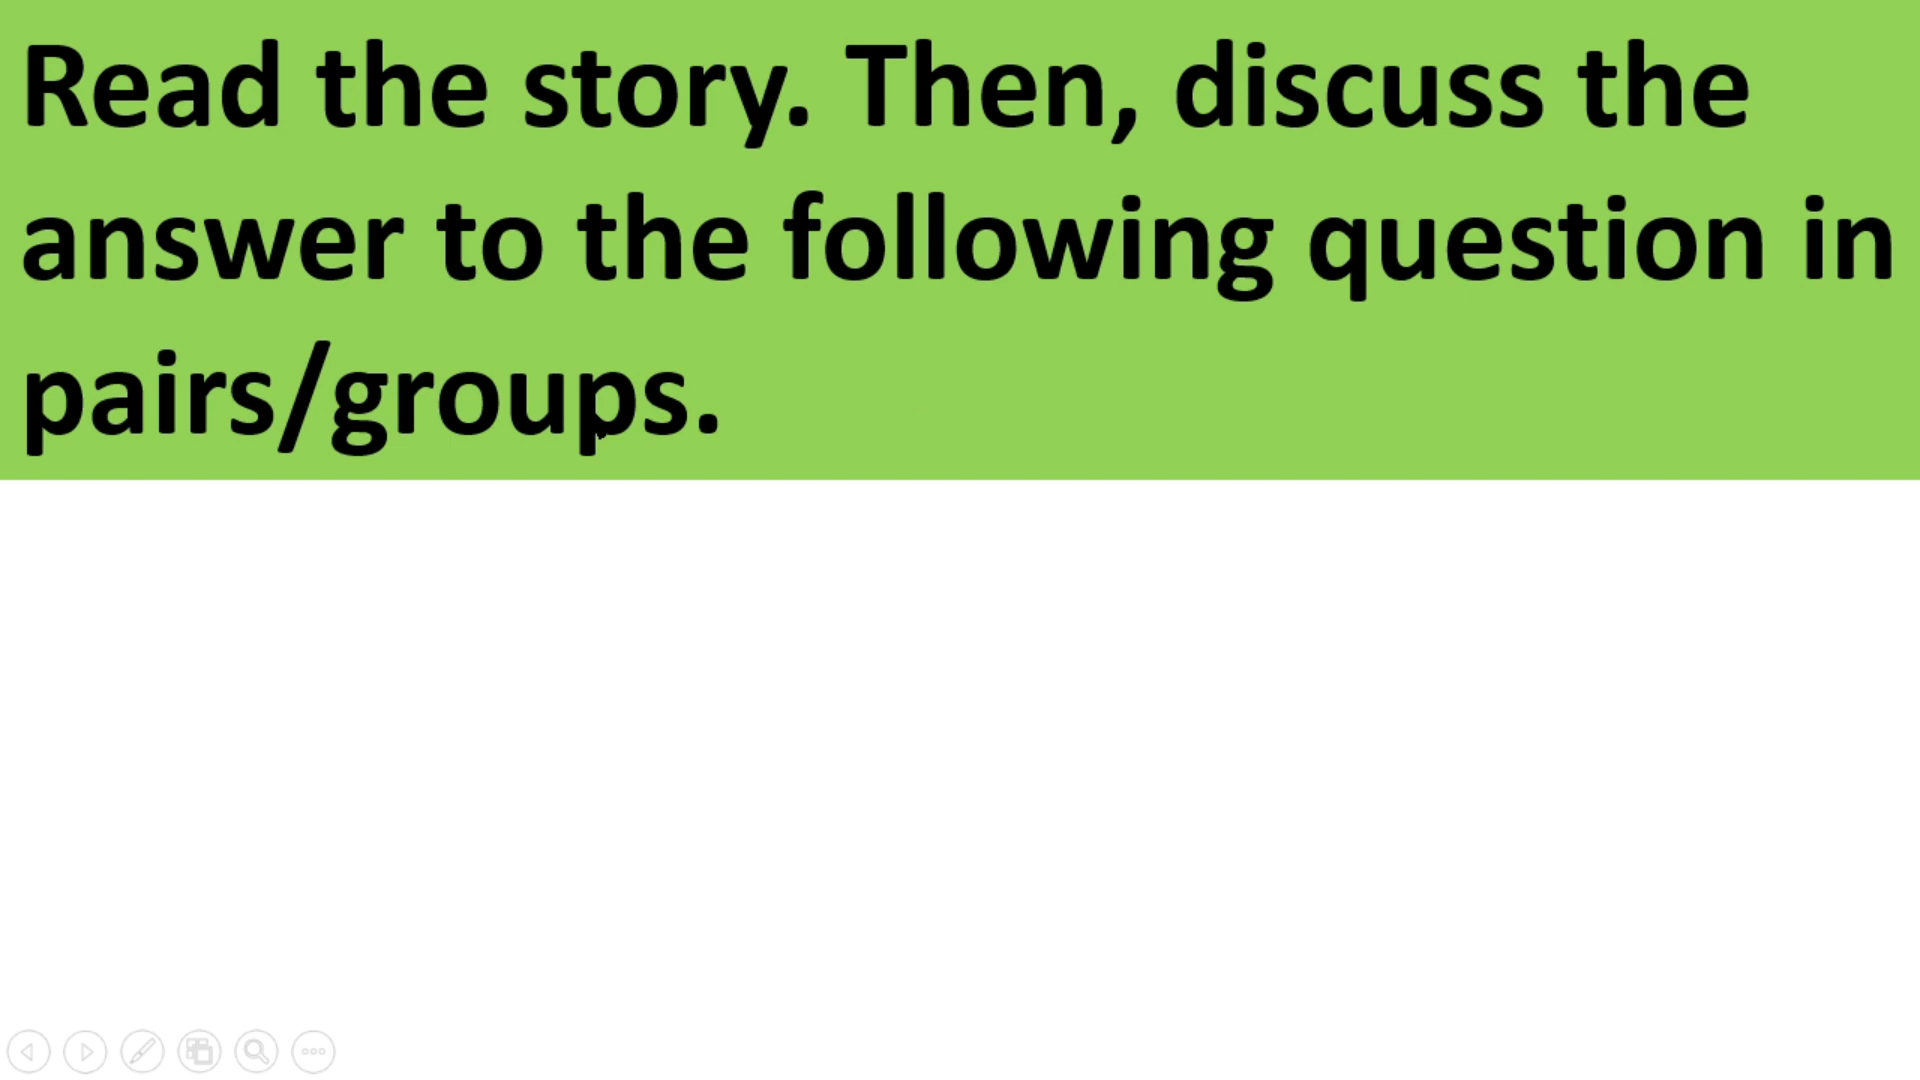 Read the story. Then, discuss the
answer to the following question in
pairs/groups.